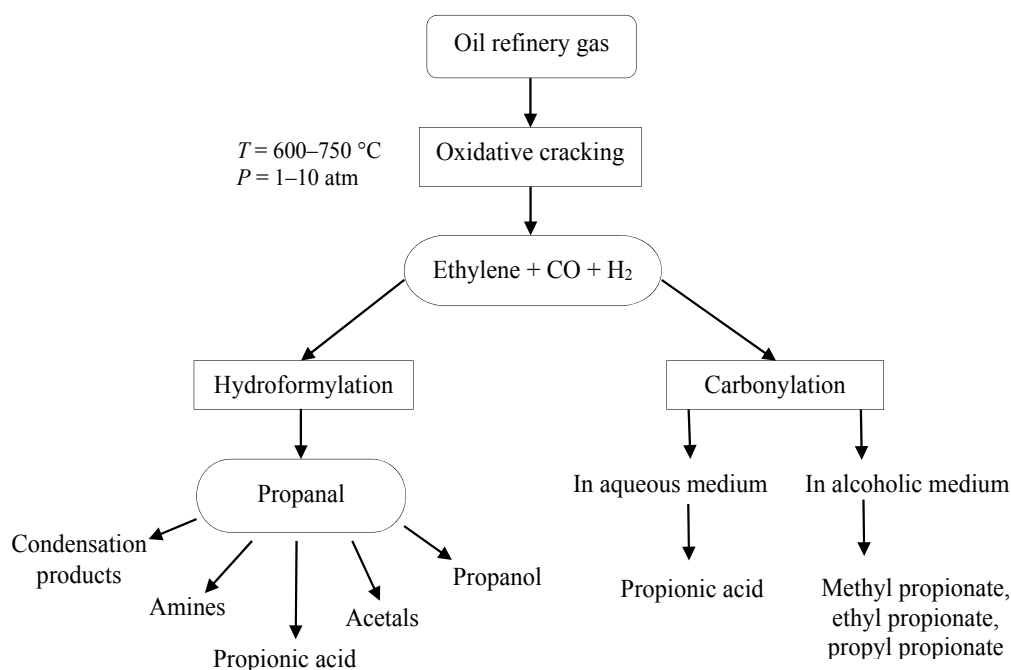 Oil refinery gas
T = 600–750 °C
P = 1–10 atm
Oxidative cracking
Ethylene + CO + H₂
Hydroformylation
Carbonylation
Propanal
In aqueous medium
In alcoholic medium
Condensation
products
Amines
Propionic acid
Acetals
Propanol
Propionic acid
Methyl propionate,
ethyl propionate,
propyl propionate